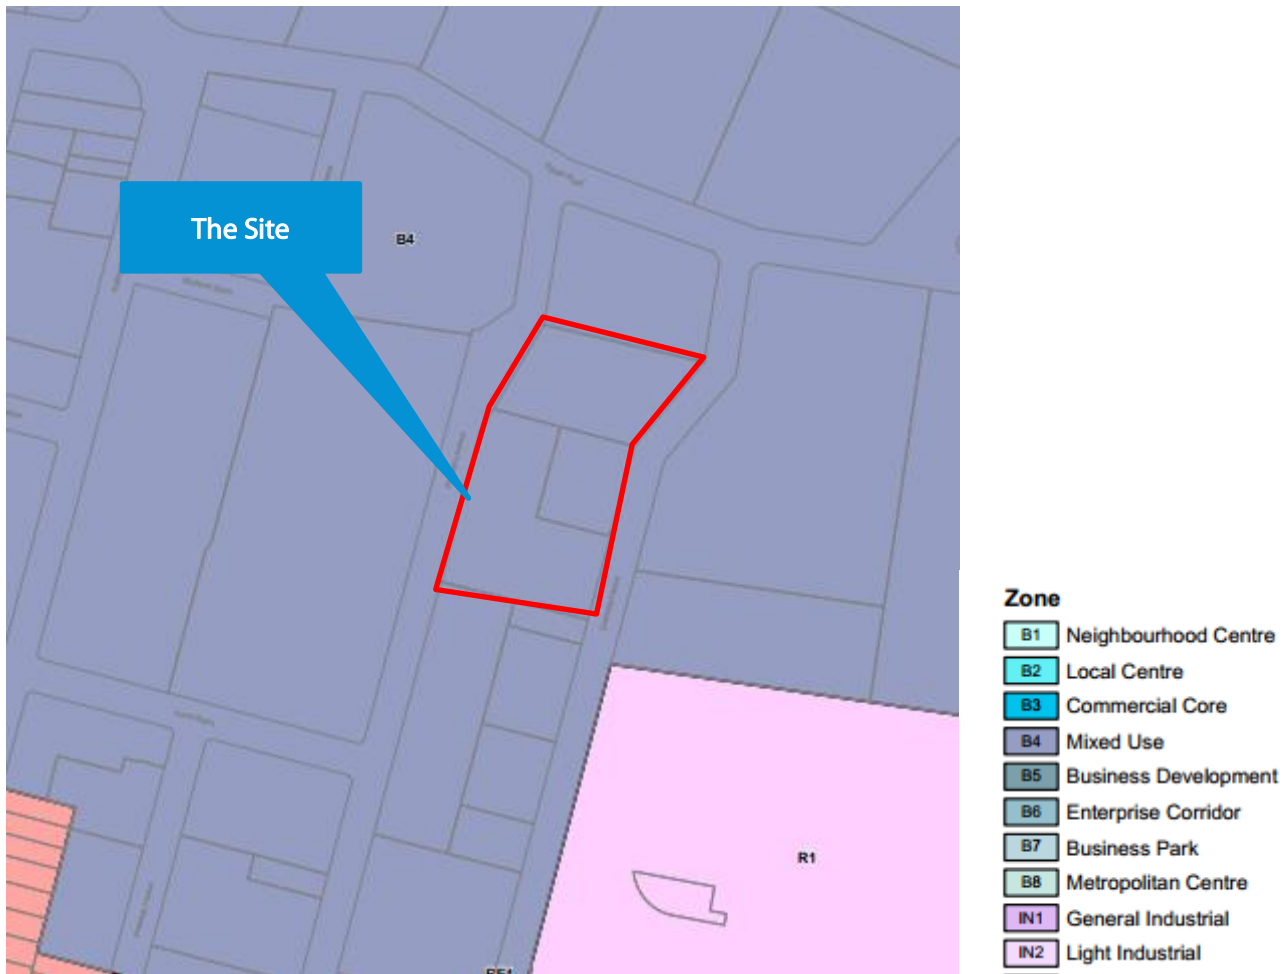 The Site
B4
R1
Zone
B1 Neighbourhood Centre
B2 Local Centre
B3 Commercial Core
B4 Mixed Use
B5 Business Development
B6 Enterprise Corridor
B7 Business Park
B8 Metropolitan Centre
IN1 General Industrial
IN2 Light Industrial